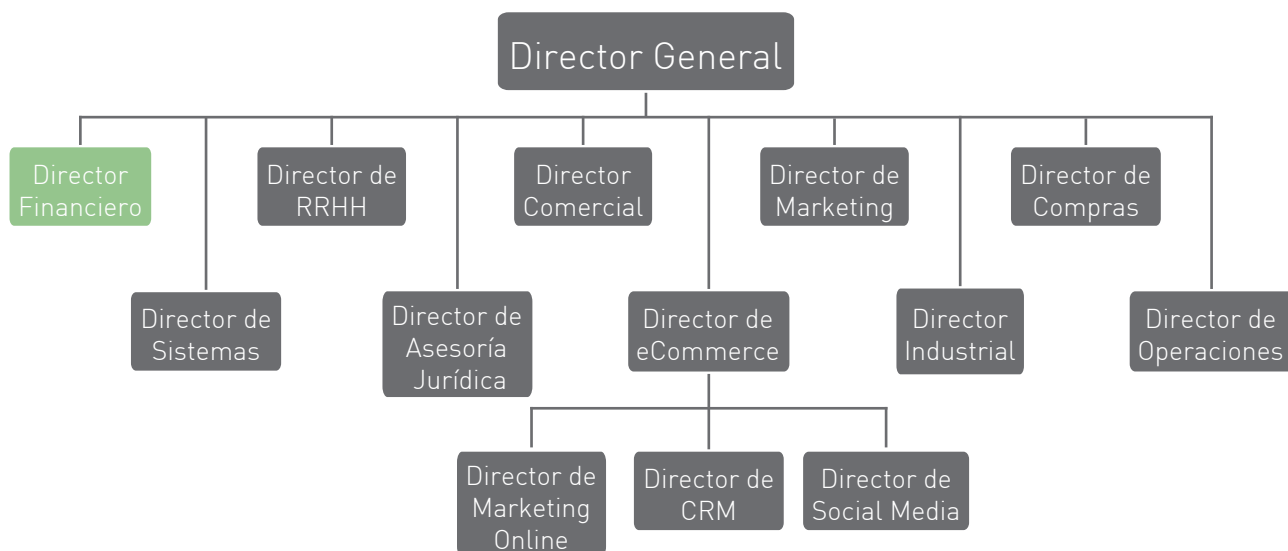 Director General
Director
Financiero
Director de
RRHH
Director
Comercial
Director de
Marketing
Director de
Compras
Director de
Sistemas
Director de
Asesoría
Jurídica
Director de
eCommerce
Director
Industrial
Director de
Operaciones
Director de
Marketing
Online
Director de
CRM
Director de
Social Media